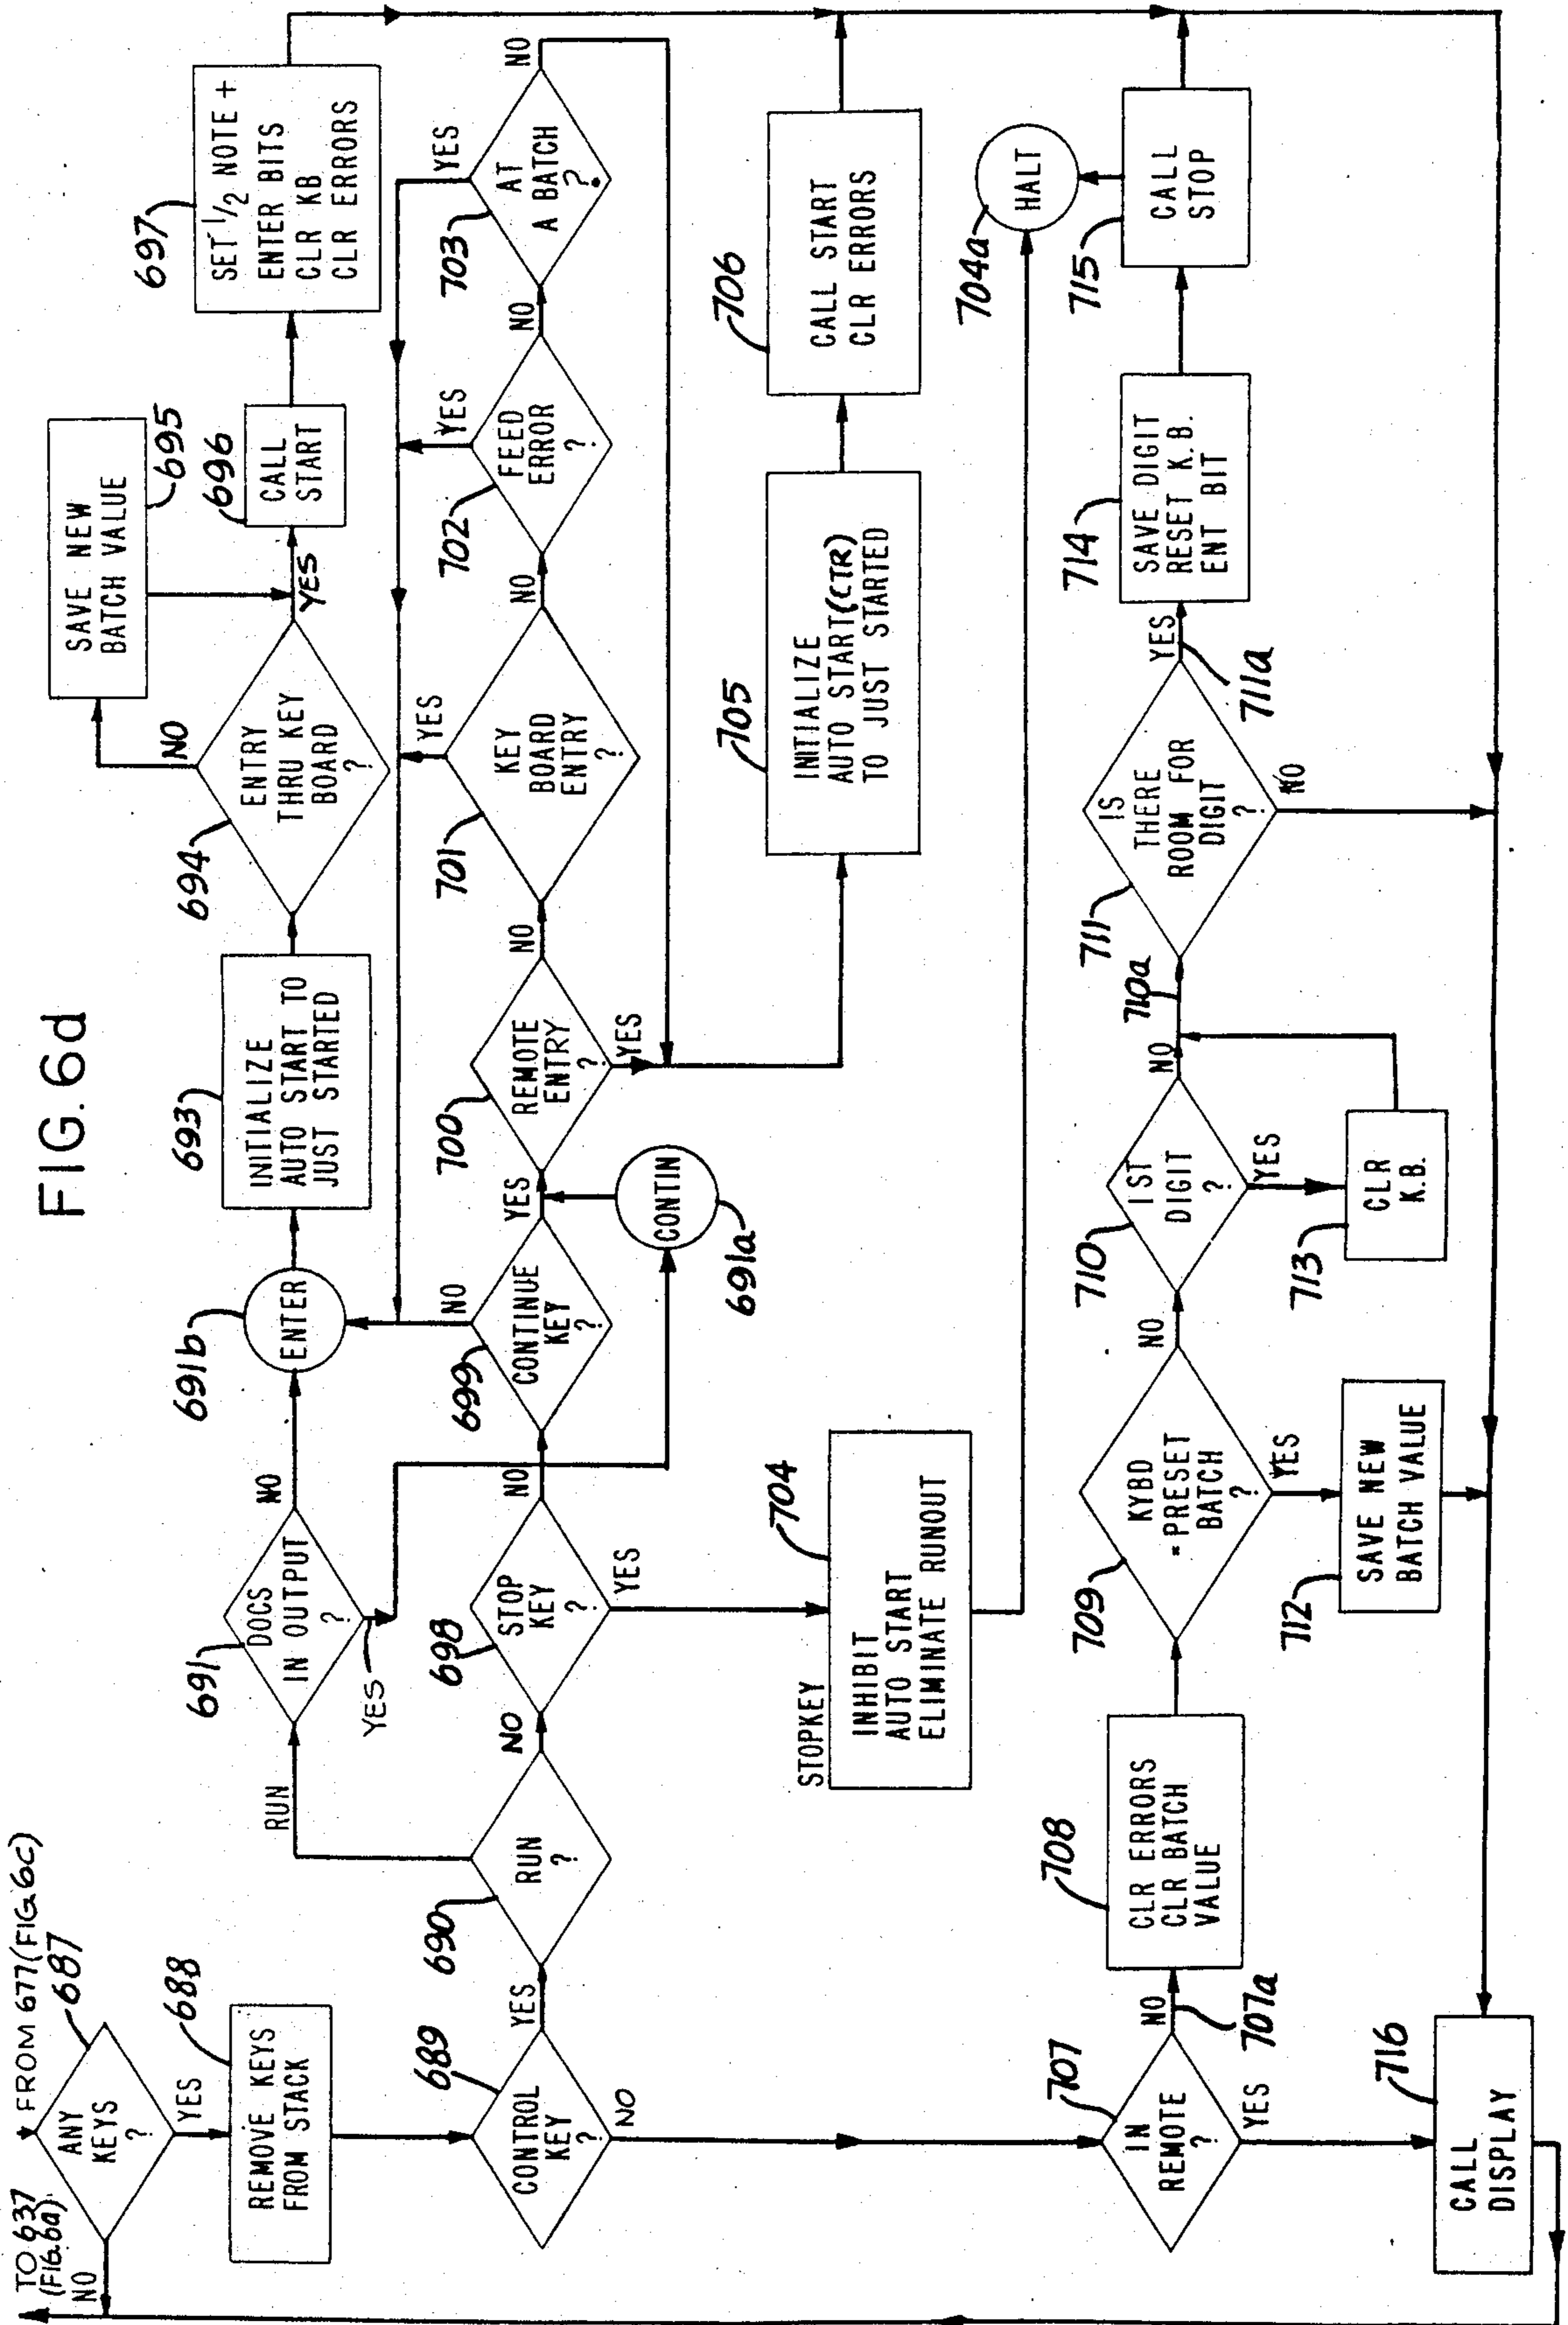 FIG. 6d
TO 637
(FIG.6a)
FROM 677 (FIG.6C)
NO
ANY
KEYS
?
687
YES
REMOVE KEYS
FROM STACK
688
CONTROL
KEY
?
689
YES
NO
RUN
?
690
RUN
NO
DOCS
IN OUTPUT
?
691
NO
YES
ENTER
691b
INITIALIZE
AUTO START TO
JUST STARTED
693
ENTRY
THRU KEY
BOARD
?
694
NO
YES
SAVE NEW
BATCH VALUE
695
CALL
START
696
SET 1/2 NOTE +
ENTER BITS
CLR KB
CLR ERRORS
697
STOP
KEY
?
698
NO
YES
CONTINUE
KEY
?
699
NO
YES
CONTIN
691a
REMOTE
ENTRY
?
700
NO
YES
KEY
BOARD
ENTRY
?
701
YES
NO
FEED
ERROR
?
702
YES
NO
AT
A BATCH
?
703
YES
NO
STOPKEY
INHIBIT
AUTO START
ELIMINATE RUNOUT
704
INITIALIZE
AUTO START(CTR)
TO JUST STARTED
705
CALL START
CLR ERRORS
706
HALT
704a
IN
REMOTE
?
707
NO
707a
YES
CLR ERRORS
CLR BATCH
VALUE
708
KYBD
=PRESET
BATCH
?
709
NO
YES
SAVE NEW
BATCH VALUE
712
1ST
DIGIT
?
710
NO
710a
YES
CLR
K.B.
713
IS
THERE
ROOM FOR
DIGIT
?
711
YES
711a
NO
SAVE DIGIT
RESET K.B.
ENT BIT
714
CALL
STOP
715
CALL
DISPLAY
716